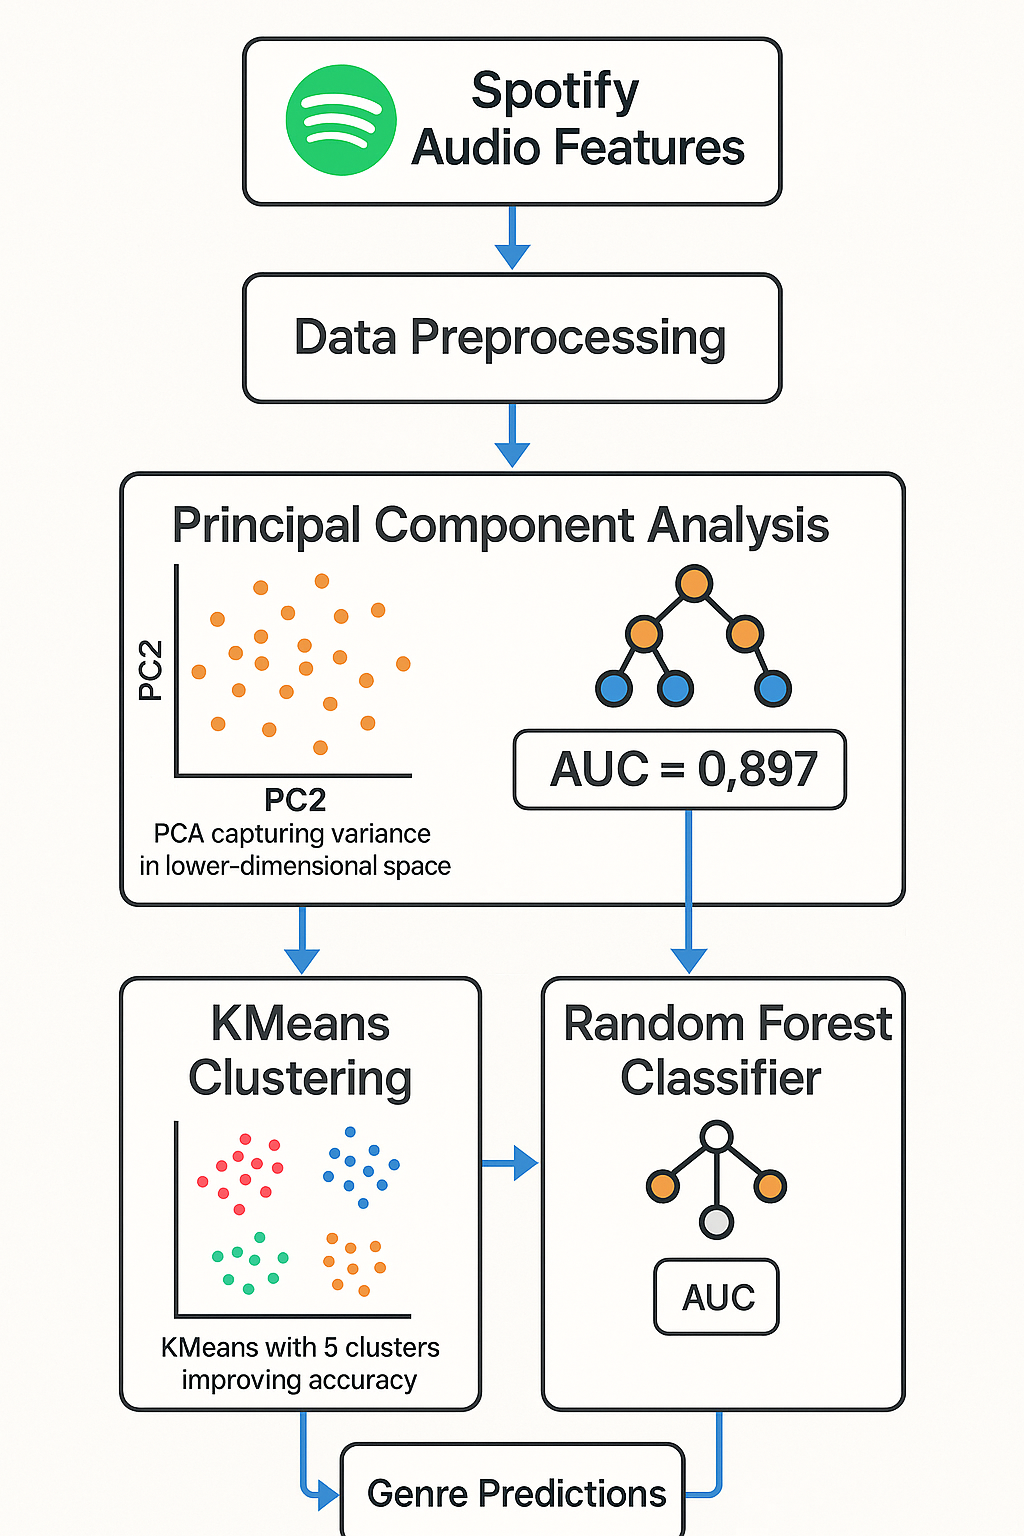 Spotify
Audio Features
Data Preprocessing
Principal Component Analysis
PC2
PC2
PCA capturing variance
in lower-dimensional space
AUC = 0,897
KMeans
Clustering
KMeans with 5 clusters
improving accuracy
Random Forest
Classifier
AUC
Genre Predictions